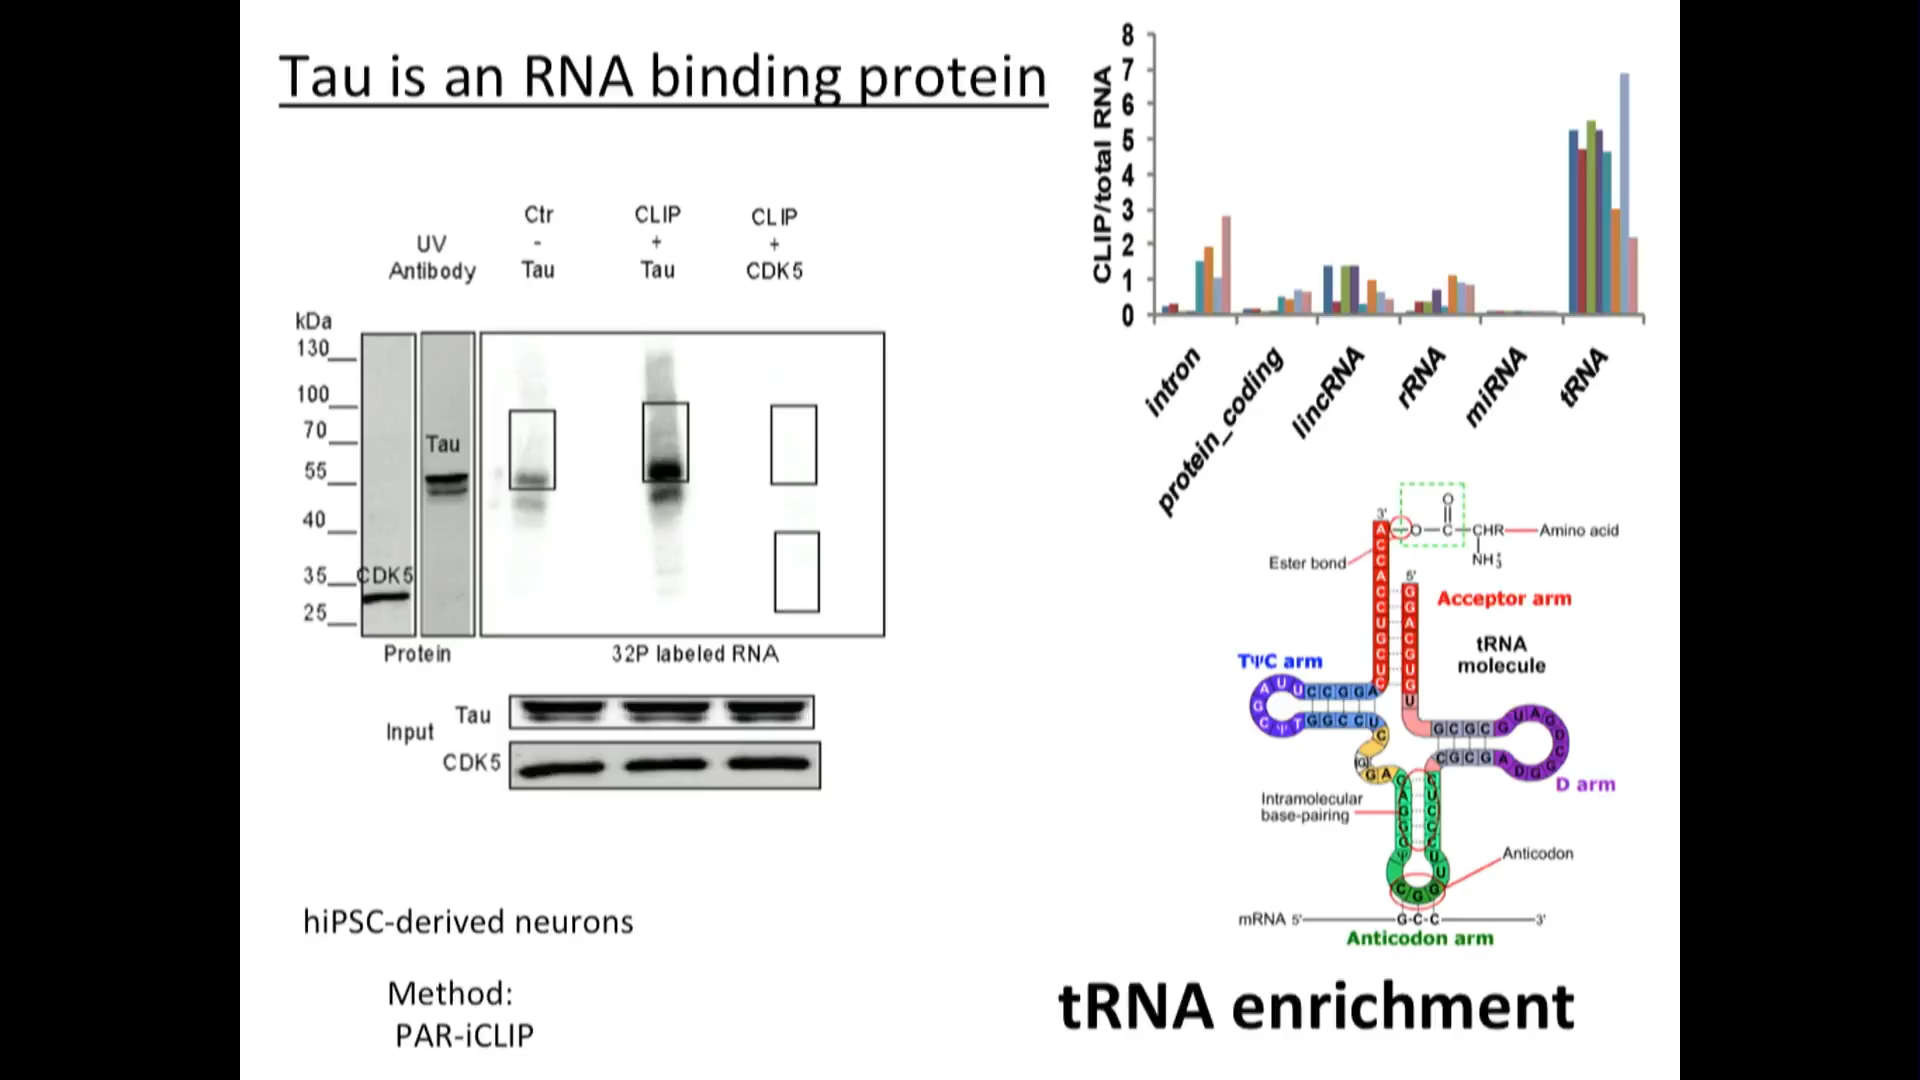 Tau is an RNA binding protein
Ctr CLIP CLIP
UV - + +
Antibody Tau Tau CDK5
kDa
130
100
70
55
40
35
25
Tau
CDK5
Protein 32P labeled RNA
Input
Tau
CDK5
hiPSC-derived neurons
Method:
PAR-iCLIP
CLIP/total RNA
8
7
6
5
4
3
2
1
0
intron protein_coding lincRNA rRNA miRNA tRNA
3'
O
O C CHR Amino acid
Ester bond
NH3+
5'
Acceptor arm
tRNA
molecule
TΨC arm
A C C A C C U G C U C
G G A C G U G U
C C G G A
T G G C C U
G C G C G
C G C G A
D arm
Intramolecular
base-pairing
Anticodon
C G G
mRNA 5' G-C-C 3'
Anticodon arm
tRNA enrichment